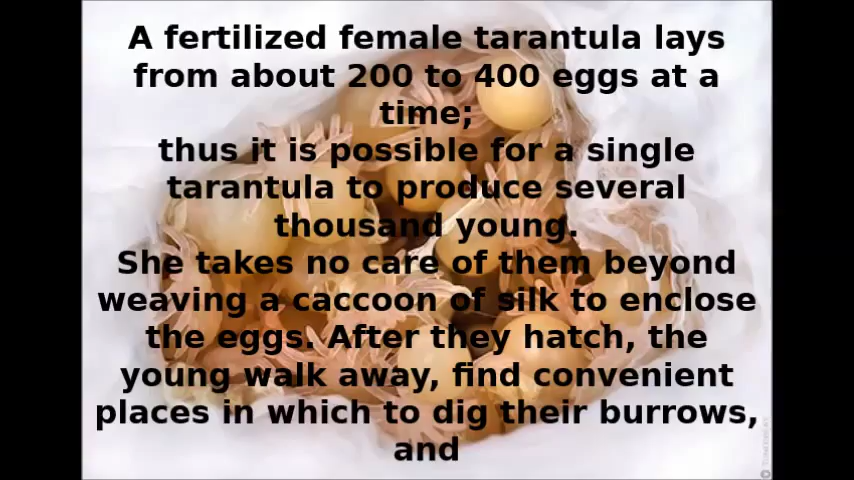 A fertilized female tarantula lays
from about 200 to 400 eggs at a
time;
thus it is possible for a single
tarantula to produce several
thousand young.
She takes no care of them beyond
weaving a caccoon of silk to enclose
the eggs. After they hatch, the
young walk away, find convenient
places in which to dig their burrows,
and